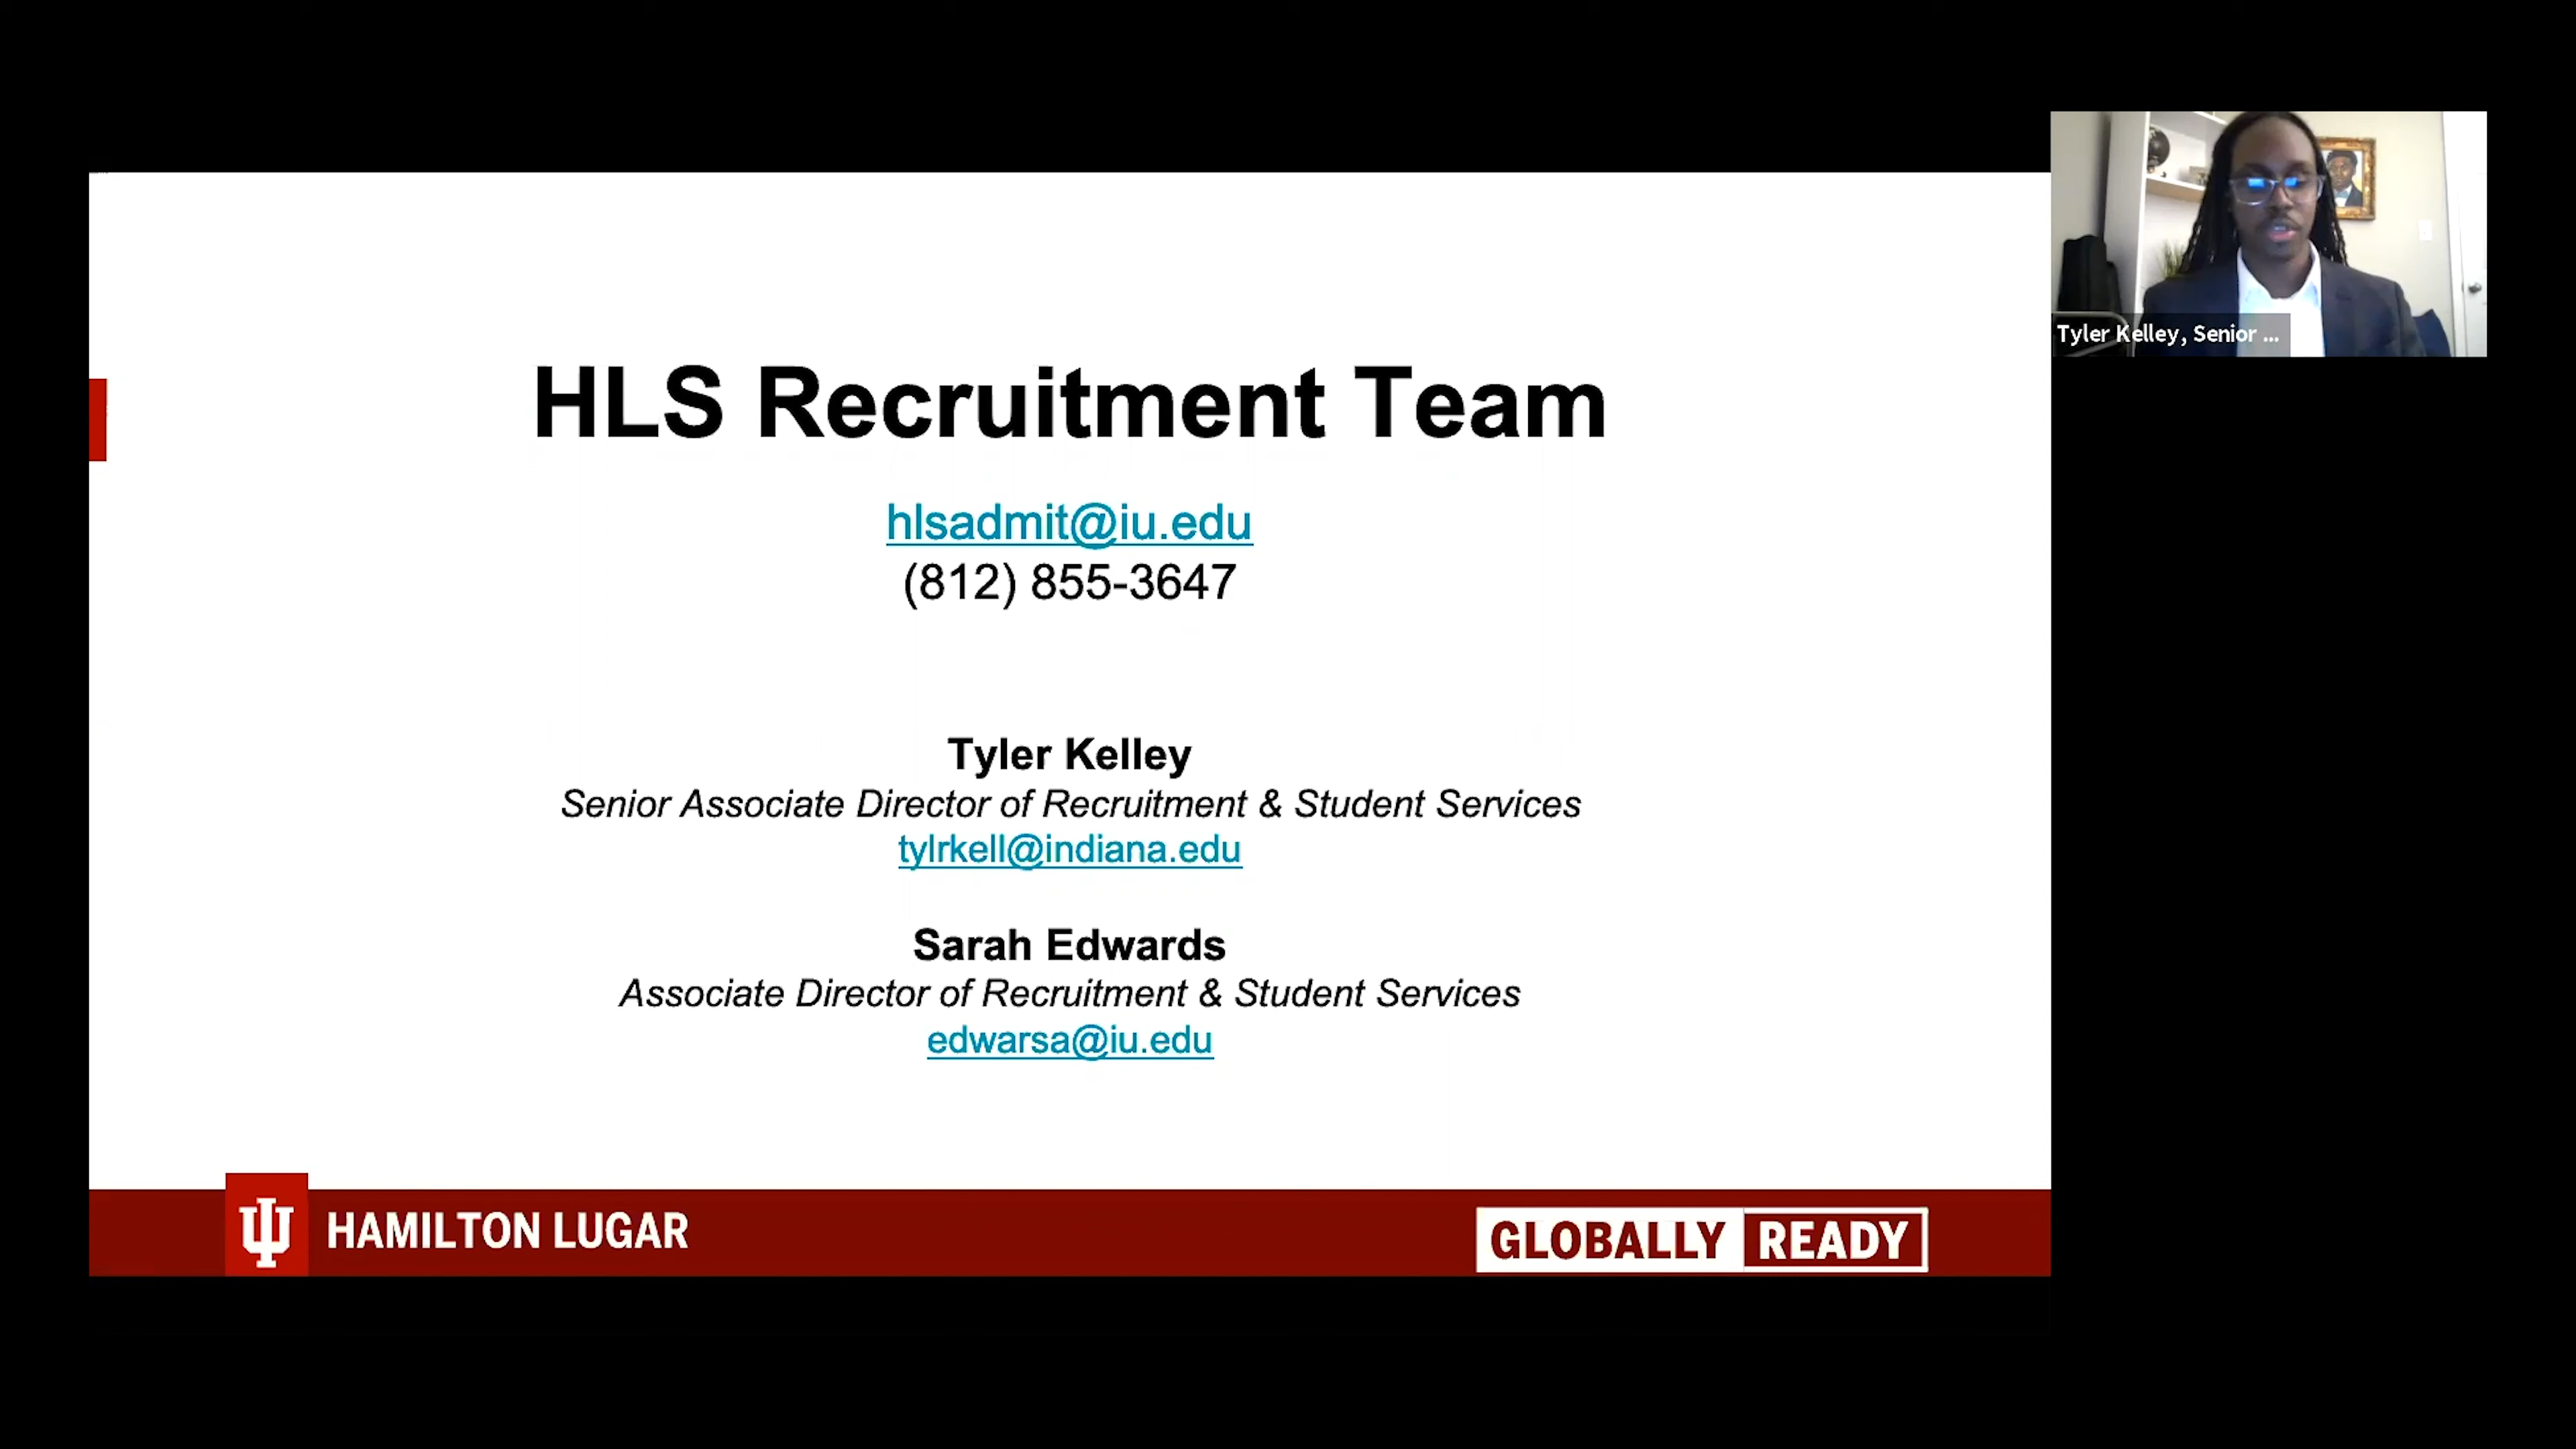 HLS Recruitment Team
hlsadmit@iu.edu
(812) 855-3647
Tyler Kelley
Senior Associate Director of Recruitment & Student Services
tylrkell@indiana.edu
Sarah Edwards
Associate Director of Recruitment & Student Services
edwarsa@iu.edu
HAMILTON LUGAR
GLOBALLY READY
Tyler Kelley, Senior ...